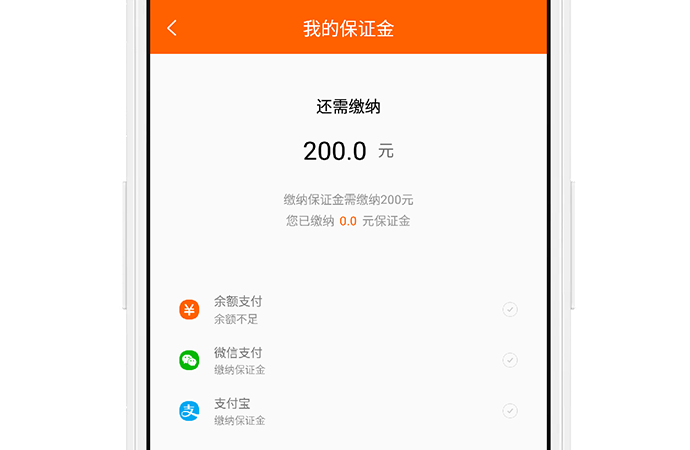 我的保证金
还需缴纳
200.0 元
缴纳保证金需缴纳200元
您已缴纳 0.0 元保证金
余额支付
余额不足
微信支付
缴纳保证金
支付宝
缴纳保证金